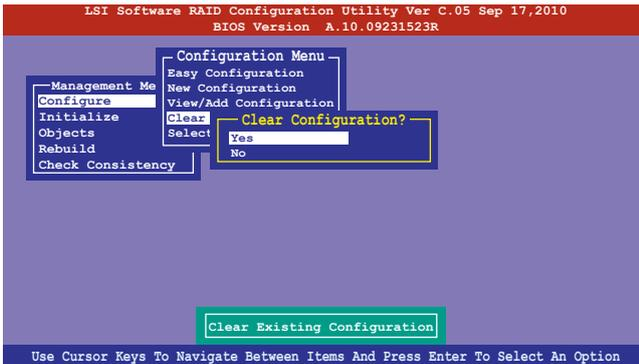 LSI Software RAID Configuration Utility Ver C.05 Sep 17,2010
BIOS Version A.10.09231523R
Configuration Menu
Easy Configuration
New Configuration
View/Add Configuration
Clear
Select
Management Me
Configure
Initialize
Objects
Rebuild
Check Consistency
Clear Configuration?
Yes
No
Clear Existing Configuration
Use Cursor Keys To Navigate Between Items And Press Enter To Select An Option